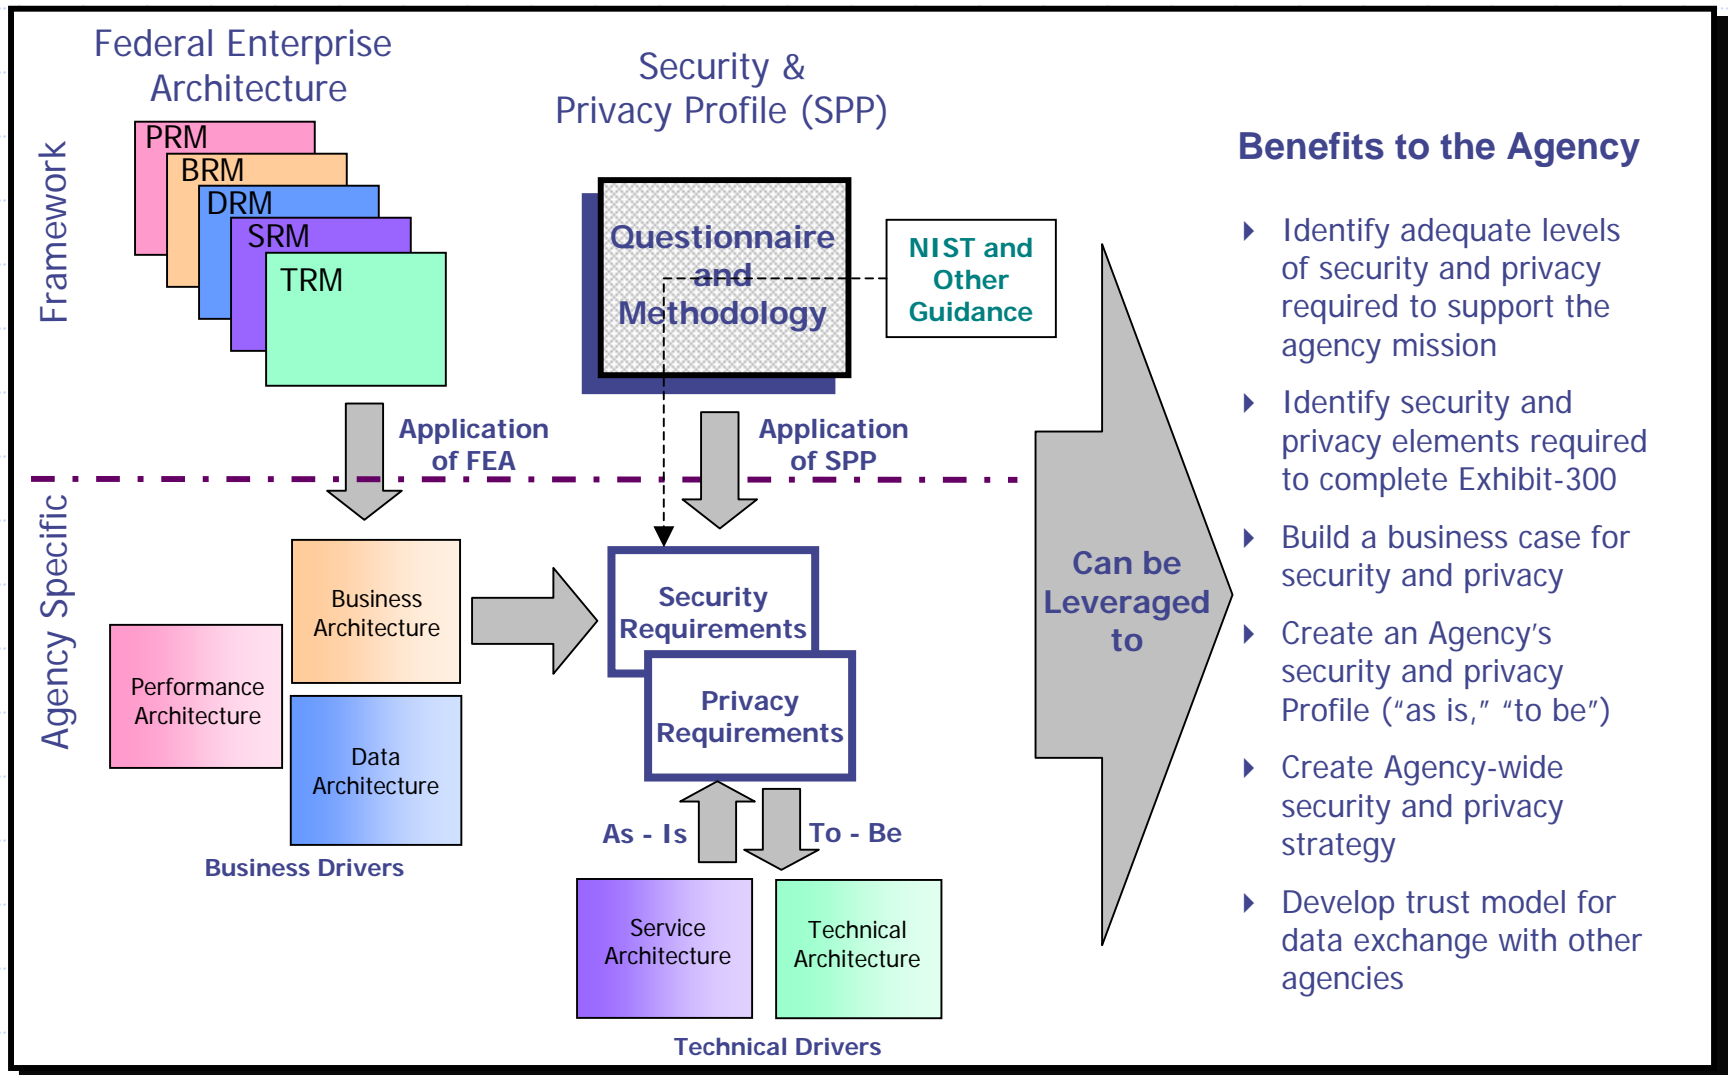 Federal Enterprise
Architecture
Security &
Privacy Profile (SPP)
Framework
PRM
BRM
DRM
SRM
TRM
Questionnaire
and
Methodology
NIST and
Other
Guidance
Application
of FEA
Application
of SPP
Agency Specific
Business
Architecture
Performance
Architecture
Data
Architecture
Business Drivers
Security
Requirements
Privacy
Requirements
As - Is
To - Be
Service
Architecture
Technical
Architecture
Technical Drivers
Can be
Leveraged
to
Benefits to the Agency
Identify adequate levels
of security and privacy
required to support the
agency mission
Identify security and
privacy elements required
to complete Exhibit-300
Build a business case for
security and privacy
Create an Agency’s
security and privacy
Profile (“as is,” “to be”)
Create Agency-wide
security and privacy
strategy
Develop trust model for
data exchange with other
agencies